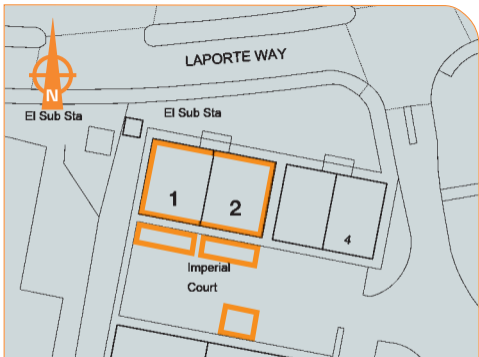 LAPORTE WAY
N
El Sub Sta
El Sub Sta
1
2
4
Imperial
Court